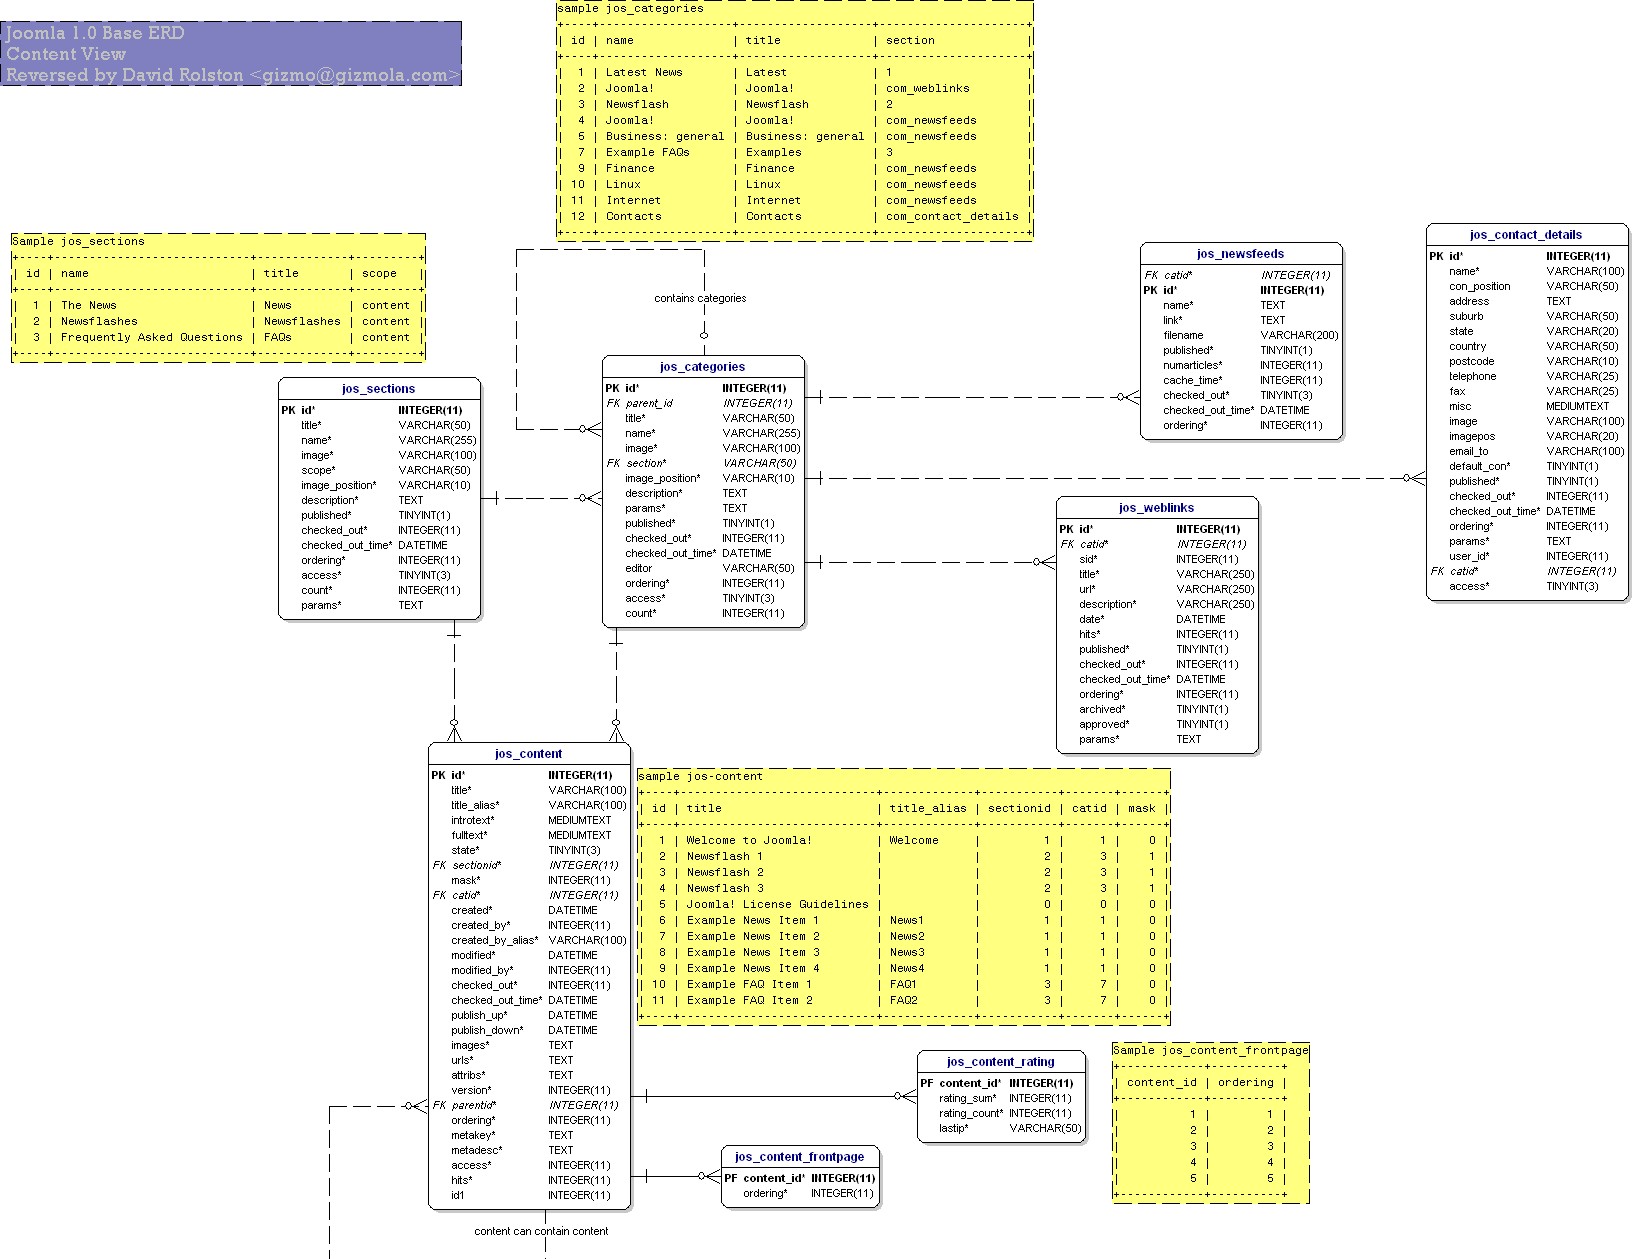 Joomla 1.0 Base ERD
Content View
Reversed by David Rolston <gizmo@gizmola.com>
sample jos_categories
| id | name | title | section |
| 1 | Latest News | Latest | 1 |
| 2 | Joomla! | Joomla! | com_weblinks |
| 3 | Newsflash | Newsflash | 2 |
| 4 | Joomla! | Joomla! | com_newsfeeds |
| 5 | Business: general | Business: general | com_newsfeeds |
| 7 | Example FAQs | Examples | 3 |
| 9 | Finance | Finance | com_newsfeeds |
| 10 | Linux | Linux | com_newsfeeds |
| 11 | Internet | Internet | com_newsfeeds |
| 12 | Contacts | Contacts | com_contact_details |
Sample jos_sections
| id | name | title | scope |
| 1 | The News | News | content |
| 2 | Newsflashes | Newsflashes | content |
| 3 | Frequently Asked Questions | FAQs | content |
contains categories
jos_sections
PK id* INTEGER(11)
title* VARCHAR(50)
name* VARCHAR(255)
image* VARCHAR(100)
scope* VARCHAR(50)
image_position* VARCHAR(10)
description* TEXT
published* TINYINT(1)
checked_out* INTEGER(11)
checked_out_time* DATETIME
ordering* INTEGER(11)
access* TINYINT(3)
count* INTEGER(11)
params* TEXT
jos_categories
PK id* INTEGER(11)
FK parent_id INTEGER(11)
title* VARCHAR(50)
name* VARCHAR(255)
image* VARCHAR(100)
FK section* VARCHAR(50)
image_position* VARCHAR(10)
description* TEXT
params* TEXT
published* TINYINT(1)
checked_out* INTEGER(11)
checked_out_time* DATETIME
editor VARCHAR(50)
ordering* INTEGER(11)
access* TINYINT(3)
count* INTEGER(11)
jos_newsfeeds
FK catid* INTEGER(11)
PK id* INTEGER(11)
name* TEXT
link* TEXT
filename VARCHAR(200)
published* TINYINT(1)
numarticles* INTEGER(11)
cache_time* INTEGER(11)
checked_out* TINYINT(3)
checked_out_time* DATETIME
ordering* INTEGER(11)
jos_contact_details
PK id* INTEGER(11)
name* VARCHAR(100)
con_position VARCHAR(50)
address TEXT
suburb VARCHAR(50)
state VARCHAR(20)
country VARCHAR(50)
postcode VARCHAR(10)
telephone VARCHAR(25)
fax VARCHAR(25)
misc MEDIUMTEXT
image VARCHAR(100)
imagepos VARCHAR(20)
email_to VARCHAR(100)
default_con* TINYINT(1)
published* TINYINT(1)
checked_out* INTEGER(11)
checked_out_time* DATETIME
ordering* INTEGER(11)
params* TEXT
user_id* INTEGER(11)
FK catid* INTEGER(11)
access* TINYINT(3)
jos_weblinks
PK id* INTEGER(11)
FK catid* INTEGER(11)
sid* INTEGER(11)
title* VARCHAR(250)
url* VARCHAR(250)
description* VARCHAR(250)
date* DATETIME
hits* INTEGER(11)
published* TINYINT(1)
checked_out* INTEGER(11)
checked_out_time* DATETIME
ordering* INTEGER(11)
archived* TINYINT(1)
approved* TINYINT(1)
params* TEXT
jos_content
PK id* INTEGER(11)
title* VARCHAR(100)
title_alias* VARCHAR(100)
introtext* MEDIUMTEXT
fulltext* MEDIUMTEXT
state* TINYINT(3)
FK sectionid* INTEGER(11)
mask* INTEGER(11)
FK catid* INTEGER(11)
created* DATETIME
created_by* INTEGER(11)
created_by_alias* VARCHAR(100)
modified* DATETIME
modified_by* INTEGER(11)
checked_out* INTEGER(11)
checked_out_time* DATETIME
publish_up* DATETIME
publish_down* DATETIME
images* TEXT
urls* TEXT
attribs* TEXT
version* INTEGER(11)
FK parentid* INTEGER(11)
ordering* INTEGER(11)
metakey* TEXT
metadesc* TEXT
access* INTEGER(11)
hits* INTEGER(11)
id1 INTEGER(11)
content can contain content
sample jos-content
| id | title | title_alias | sectionid | catid | mask |
| 1 | Welcome to Joomla! | Welcome | 1 | 1 | 0 |
| 2 | Newsflash 1 | | 2 | 3 | 1 |
| 3 | Newsflash 2 | | 2 | 3 | 1 |
| 4 | Newsflash 3 | | 2 | 3 | 1 |
| 5 | Joomla! License Guidelines | | 0 | 0 | 0 |
| 6 | Example News Item 1 | News1 | 1 | 1 | 0 |
| 7 | Example News Item 2 | News2 | 1 | 1 | 0 |
| 8 | Example News Item 3 | News3 | 1 | 1 | 0 |
| 9 | Example News Item 4 | News4 | 1 | 1 | 0 |
| 10 | Example FAQ Item 1 | FAQ1 | 3 | 7 | 0 |
| 11 | Example FAQ Item 2 | FAQ2 | 3 | 7 | 0 |
jos_content_rating
PF content_id* INTEGER(11)
rating_sum* INTEGER(11)
rating_count* INTEGER(11)
lastip* VARCHAR(50)
jos_content_frontpage
PF content_id* INTEGER(11)
ordering* INTEGER(11)
Sample jos_content_frontpage
| content_id | ordering |
| 1 | 1 |
| 2 | 2 |
| 3 | 3 |
| 4 | 4 |
| 5 | 5 |